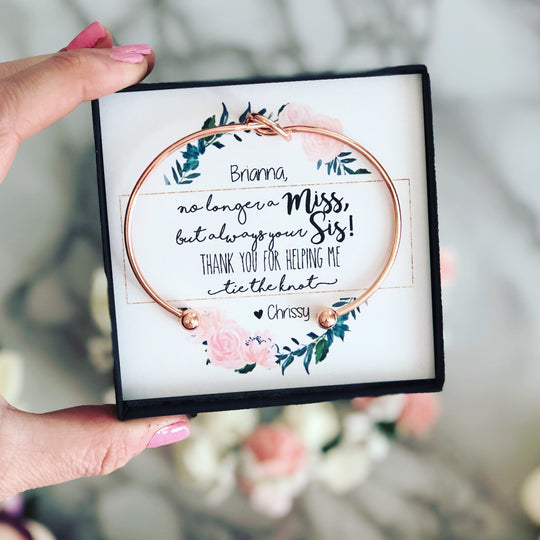 Brianna,
no longer a Miss,
but always your Sis!
THANK YOU FOR HELPING ME
tie the knot
♥ Chrissy